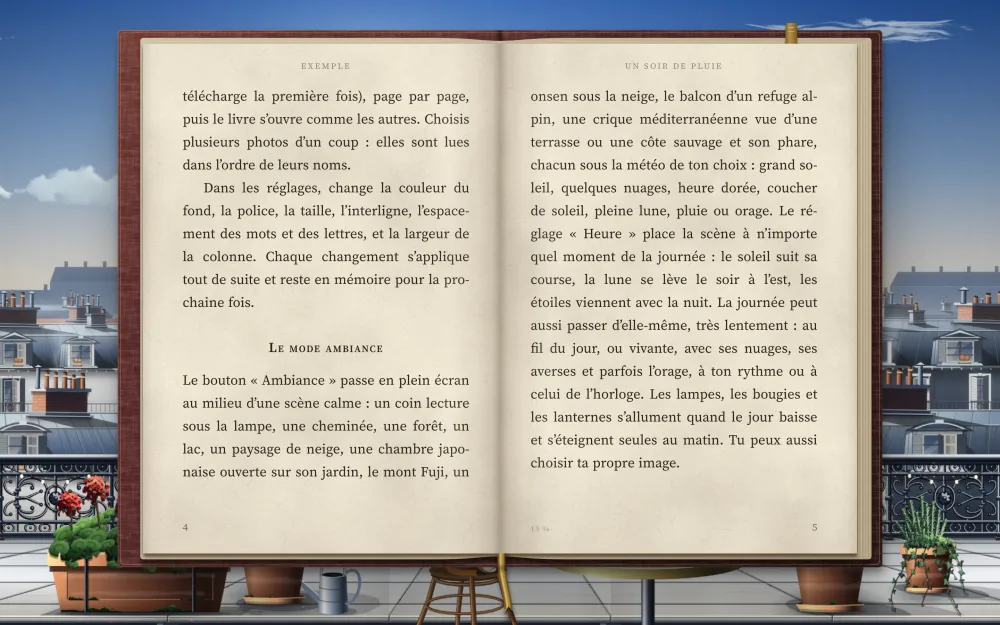 EXEMPLE
télécharge la première fois), page par page,
puis le livre s’ouvre comme les autres. Choisis
plusieurs photos d’un coup : elles sont lues
dans l’ordre de leurs noms.
Dans les réglages, change la couleur du
fond, la police, la taille, l’interligne, l’espace-
ment des mots et des lettres, et la largeur de
la colonne. Chaque changement s’applique
tout de suite et reste en mémoire pour la pro-
chaine fois.
Le mode ambiance
Le bouton « Ambiance » passe en plein écran
au milieu d’une scène calme : un coin lecture
sous la lampe, une cheminée, une forêt, un
lac, un paysage de neige, une chambre japo-
naise ouverte sur son jardin, le mont Fuji, un
4
UN SOIR DE PLUIE
onsen sous la neige, le balcon d’un refuge al-
pin, une crique méditerranéenne vue d’une
terrasse ou une côte sauvage et son phare,
chacun sous la météo de ton choix : grand so-
leil, quelques nuages, heure dorée, coucher
de soleil, pleine lune, pluie ou orage. Le ré-
glage « Heure » place la scène à n’importe
quel moment de la journée : le soleil suit sa
course, la lune se lève le soir à l’est, les
étoiles viennent avec la nuit. La journée peut
aussi passer d’elle-même, très lentement : au
fil du jour, ou vivante, avec ses nuages, ses
averses et parfois l’orage, à ton rythme ou à
celui de l’horloge. Les lampes, les bougies et
les lanternes s’allument quand le jour baisse
et s’éteignent seules au matin. Tu peux aussi
choisir ta propre image.
13 %
5